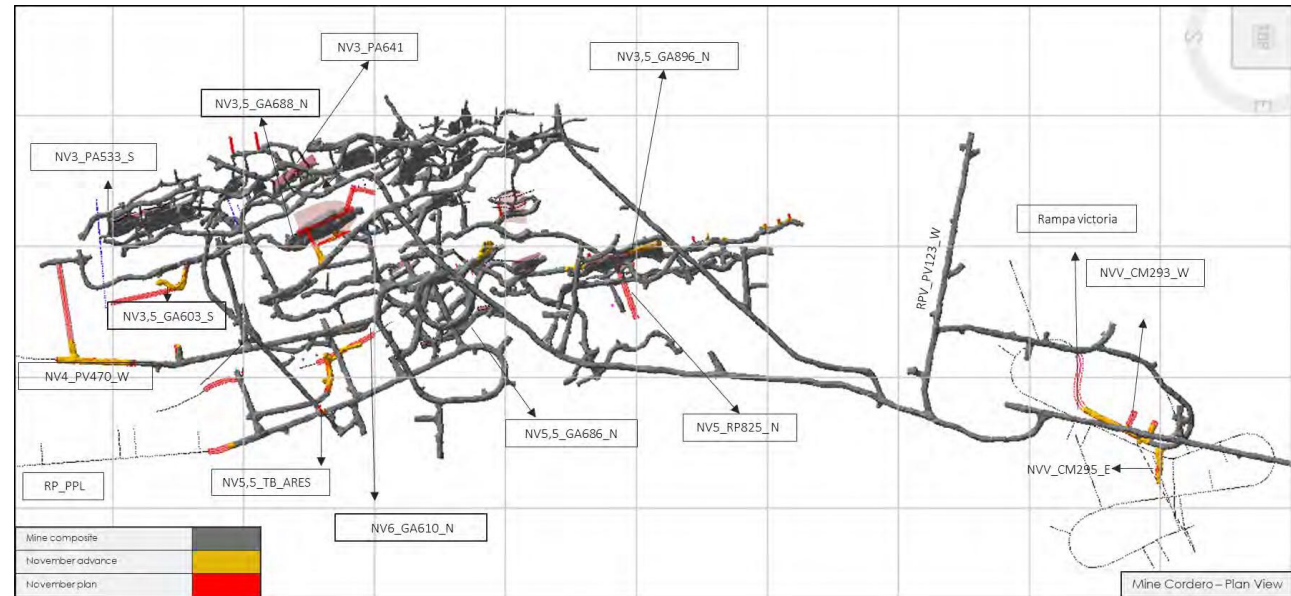 NV3_PA641
NV3,5_GA896_N
NV3,5_GA688_N
NV3_PA533_S
Rampa victoria
NVV_CM293_W
RPV_PV123_W
NV3,5_GA603_S
NV4_PV470_W
NV5,5_GA686_N
NV5_RP825_N
NVV_CM295_E
RP_PPL
NV5,5_TB_ARES
NV6_GA610_N
Mine composite
November advance
November plan
Mine Cordero – Plan View
S
E
TOP